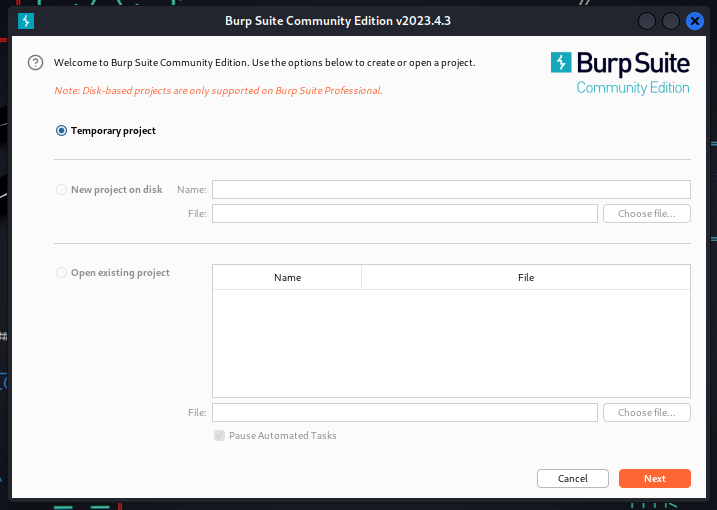 Burp Suite Community Edition v2023.4.3
Welcome to Burp Suite Community Edition. Use the options below to create or open a project.
Burp Suite
Community Edition
Note: Disk-based projects are only supported on Burp Suite Professional.
Temporary project
New project on disk Name:
File: Choose file...
Open existing project Name File
File: Choose file...
Pause Automated Tasks
Cancel Next